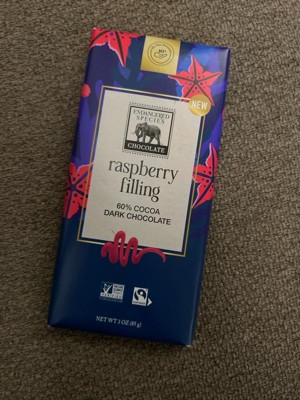 NEW
ENDANGERED
SPECIES
CHOCOLATE
raspberry
filling
60% COCOA
DARK CHOCOLATE
NET WT 3 OZ (85 g)